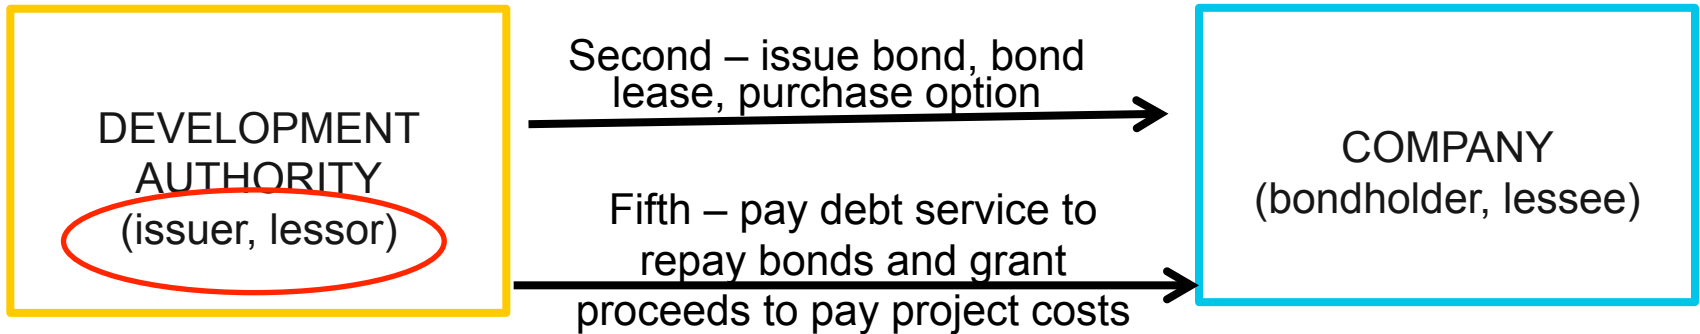 DEVELOPMENT
AUTHORITY
(issuer, lessor)
Second – issue bond, bond
lease, purchase option
Fifth – pay debt service to
repay bonds and grant
proceeds to pay project costs
COMPANY
(bondholder, lessee)